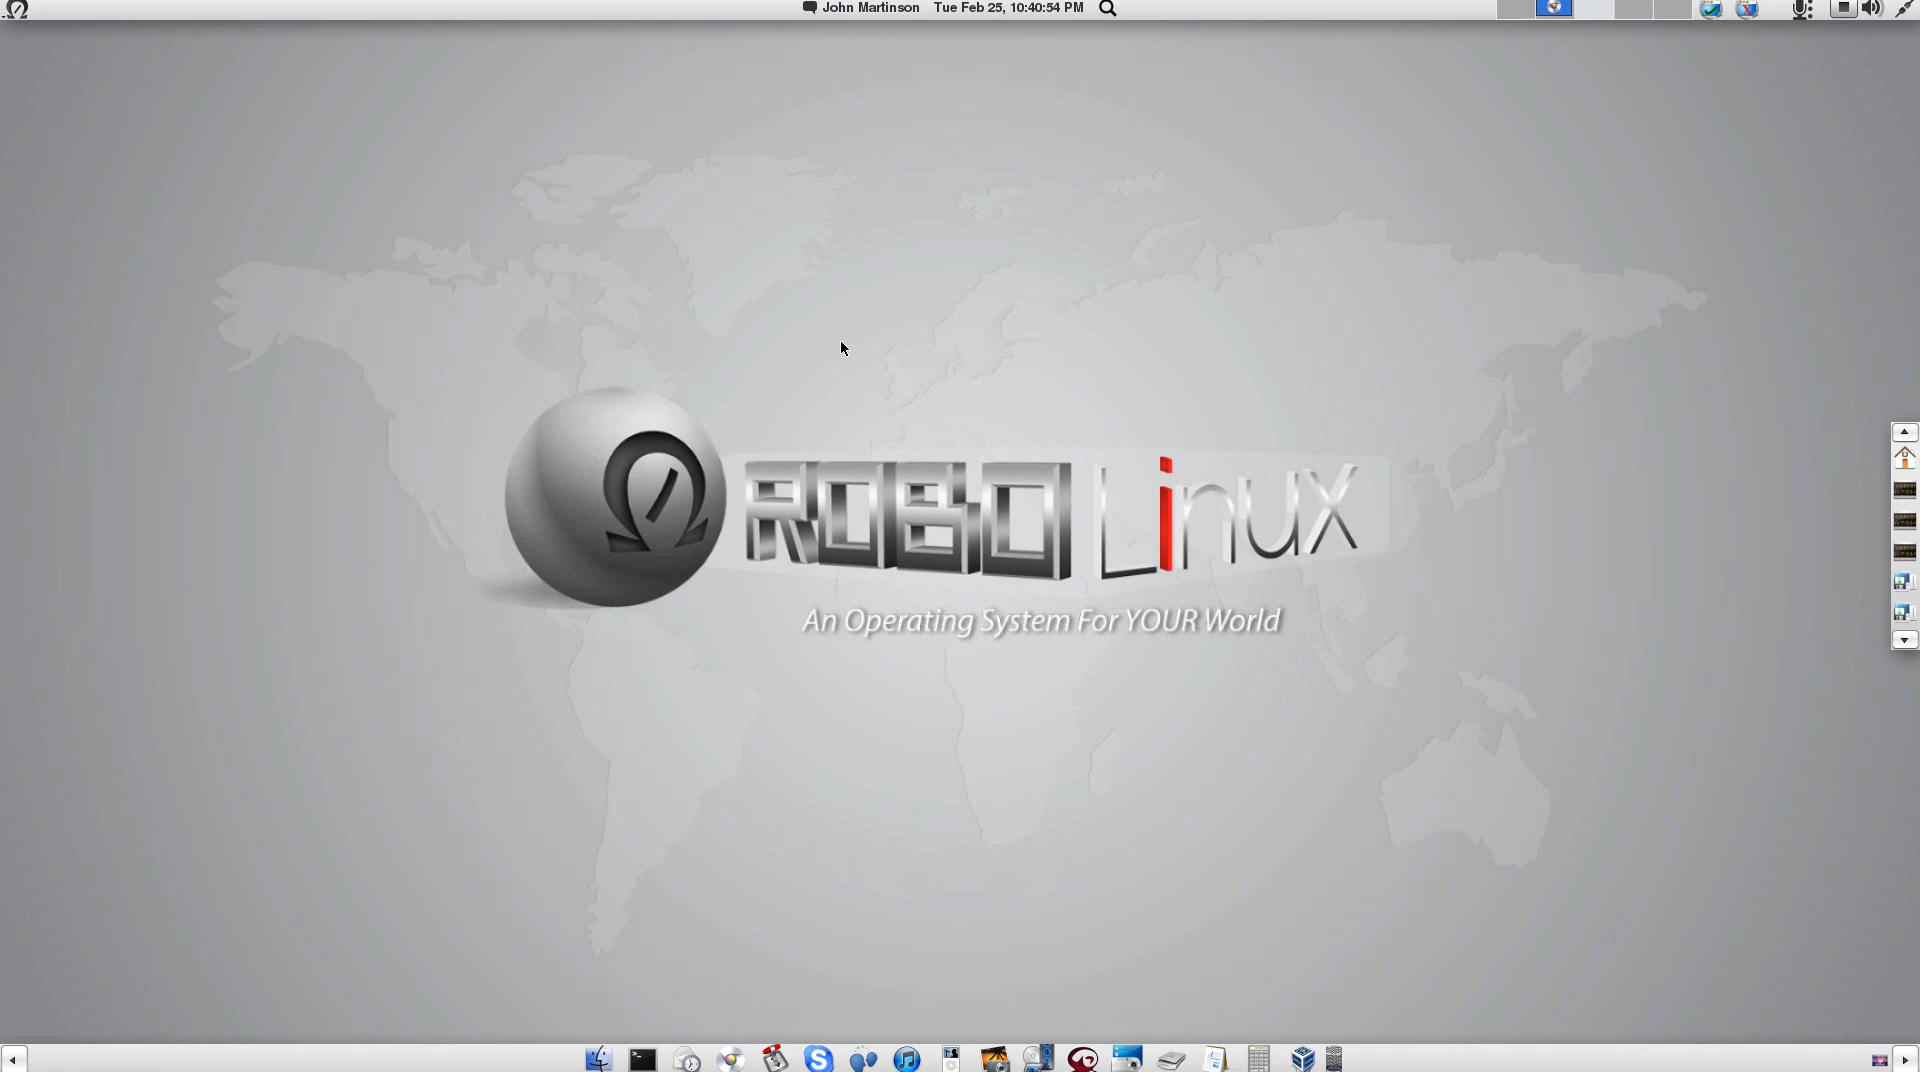 John Martinson Tue Feb 25, 10:40:54 PM
ROBO Linux
An Operating System For YOUR World